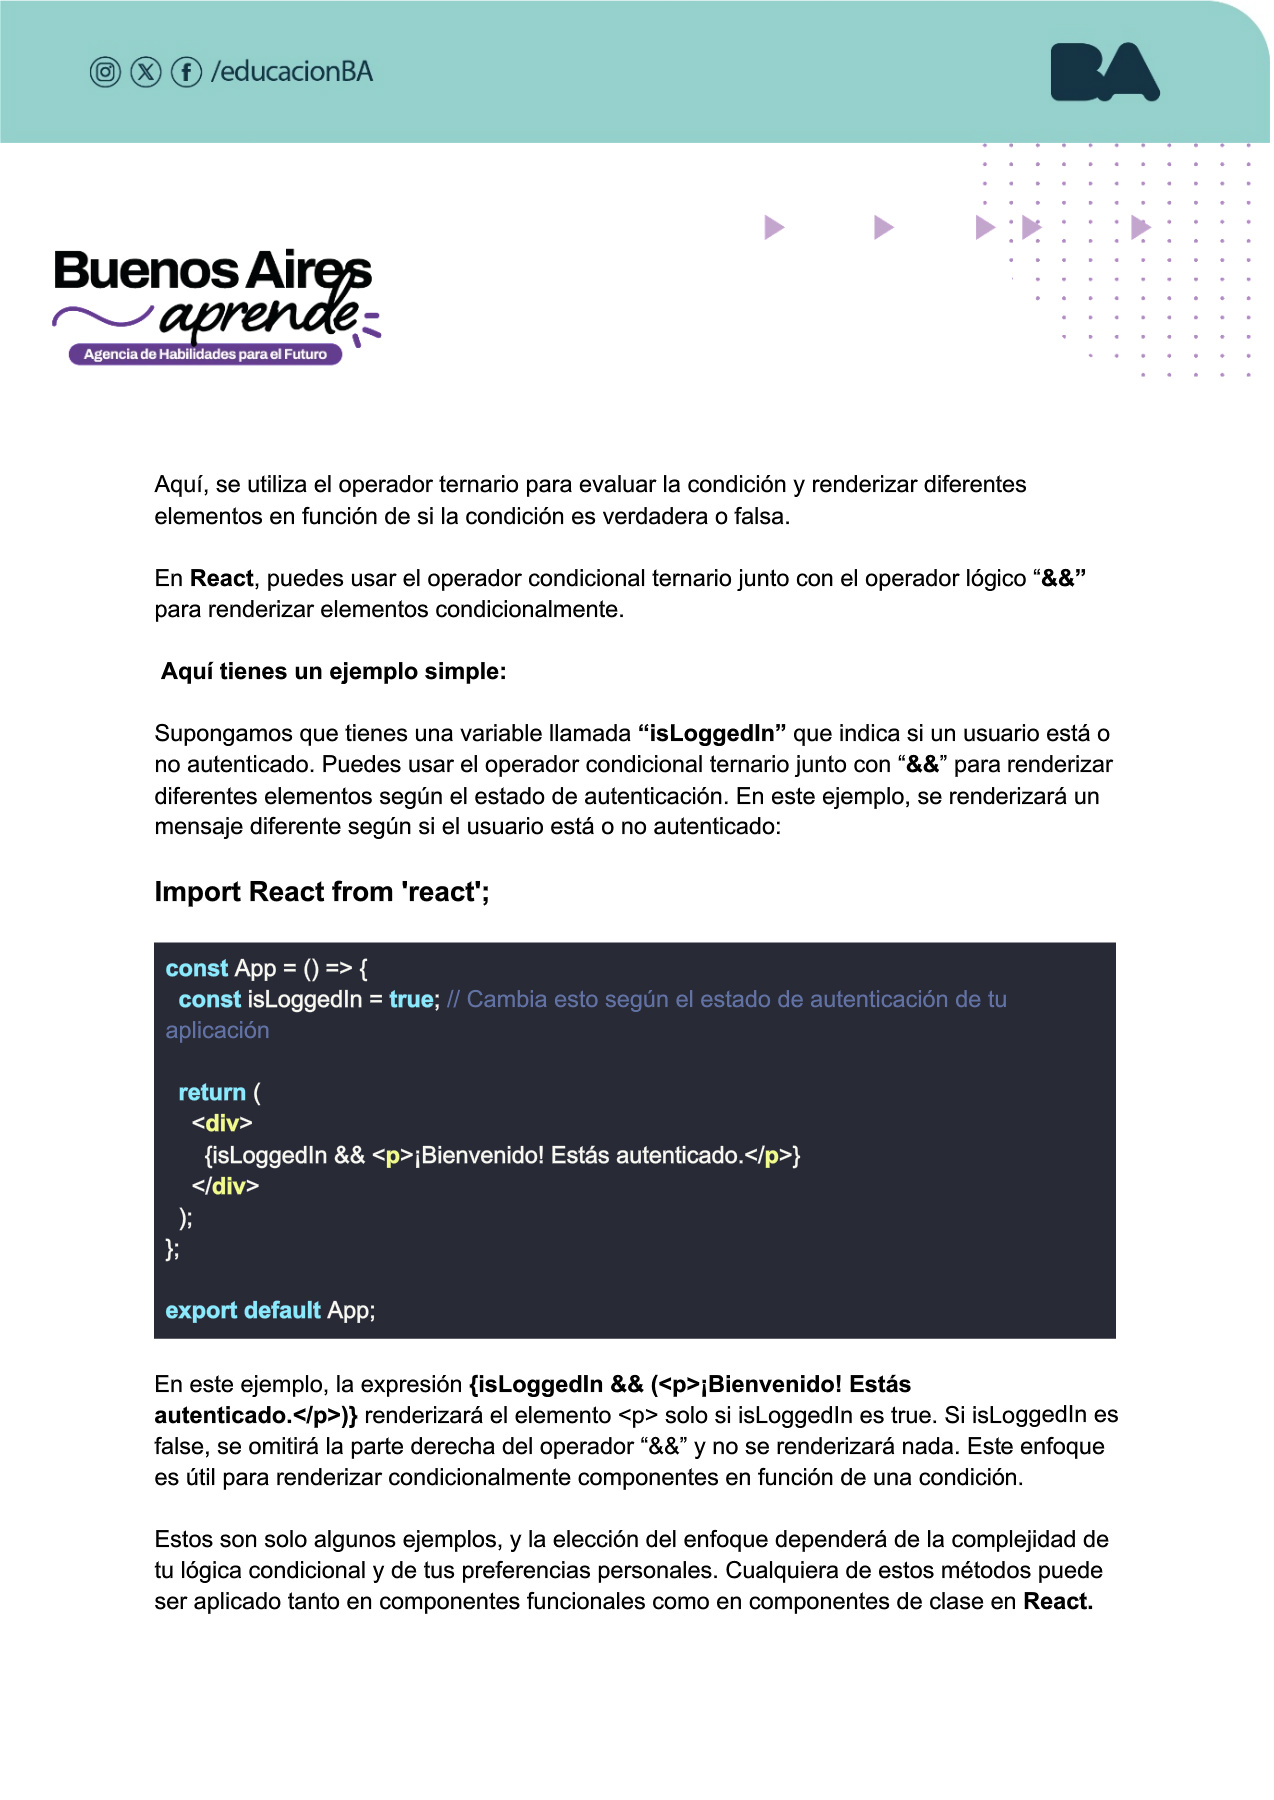 /educacionBA
BA
Buenos Aires
aprende
Agencia de Habilidades para el Futuro
Aquí, se utiliza el operador ternario para evaluar la condición y renderizar diferentes
elementos en función de si la condición es verdadera o falsa.
En React, puedes usar el operador condicional ternario junto con el operador lógico “&&”
para renderizar elementos condicionalmente.
Aquí tienes un ejemplo simple:
Supongamos que tienes una variable llamada “isLoggedIn” que indica si un usuario está o
no autenticado. Puedes usar el operador condicional ternario junto con “&&” para renderizar
diferentes elementos según el estado de autenticación. En este ejemplo, se renderizará un
mensaje diferente según si el usuario está o no autenticado:
Import React from 'react';
const App = () => {
const isLoggedIn = true; // Cambia esto según el estado de autenticación de tu
aplicación
return (
<div>
{isLoggedIn && <p>¡Bienvenido! Estás autenticado.</p>}
</div>
);
};
export default App;
En este ejemplo, la expresión {isLoggedIn && (<p>¡Bienvenido! Estás
autenticado.</p>)} renderizará el elemento <p> solo si isLoggedIn es true. Si isLoggedIn es
false, se omitirá la parte derecha del operador “&&” y no se renderizará nada. Este enfoque
es útil para renderizar condicionalmente componentes en función de una condición.
Estos son solo algunos ejemplos, y la elección del enfoque dependerá de la complejidad de
tu lógica condicional y de tus preferencias personales. Cualquiera de estos métodos puede
ser aplicado tanto en componentes funcionales como en componentes de clase en React.